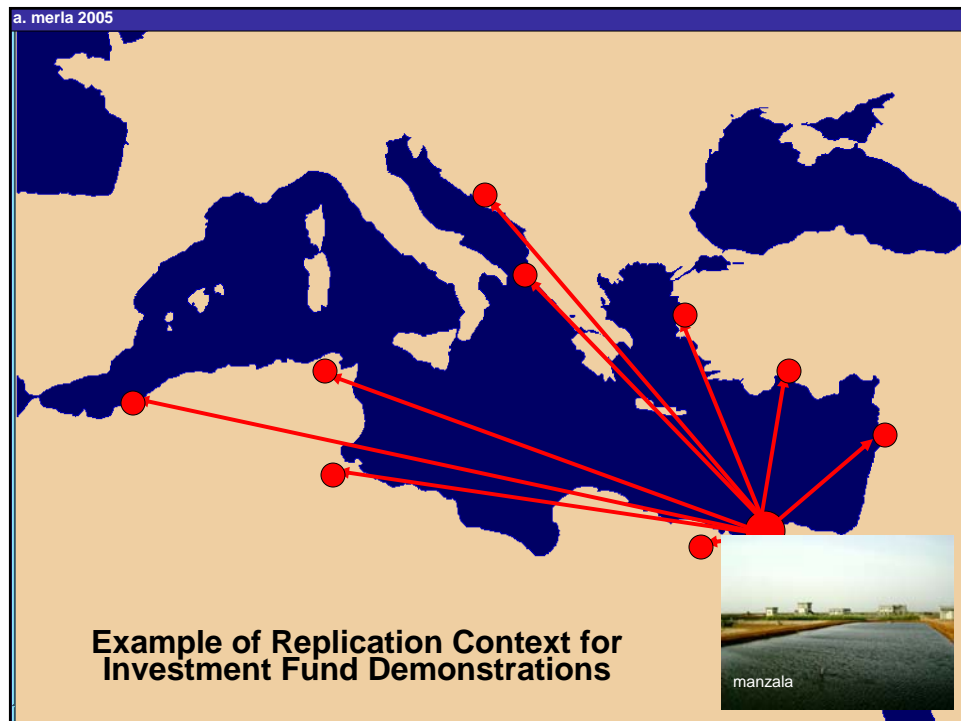 a. merla 2005
Example of Replication Context for
Investment Fund Demonstrations
manzala